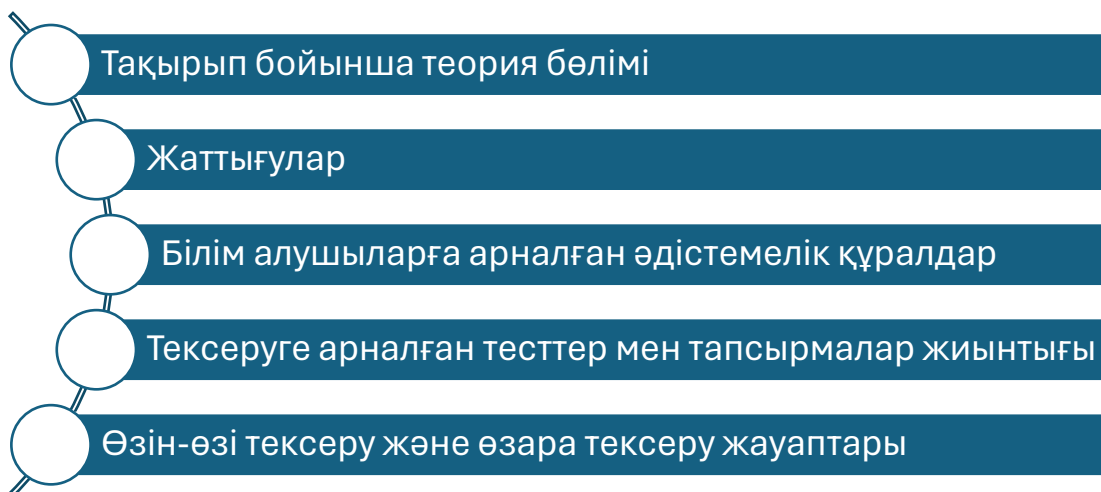 Тақырып бойынша теория бөлімі
Жаттығулар
Білім алушыларға арналған әдістемелік құралдар
Тексеруге арналған тесттер мен тапсырмалар жиынтығы
Өзін-өзі тексеру және өзара тексеру жауаптары